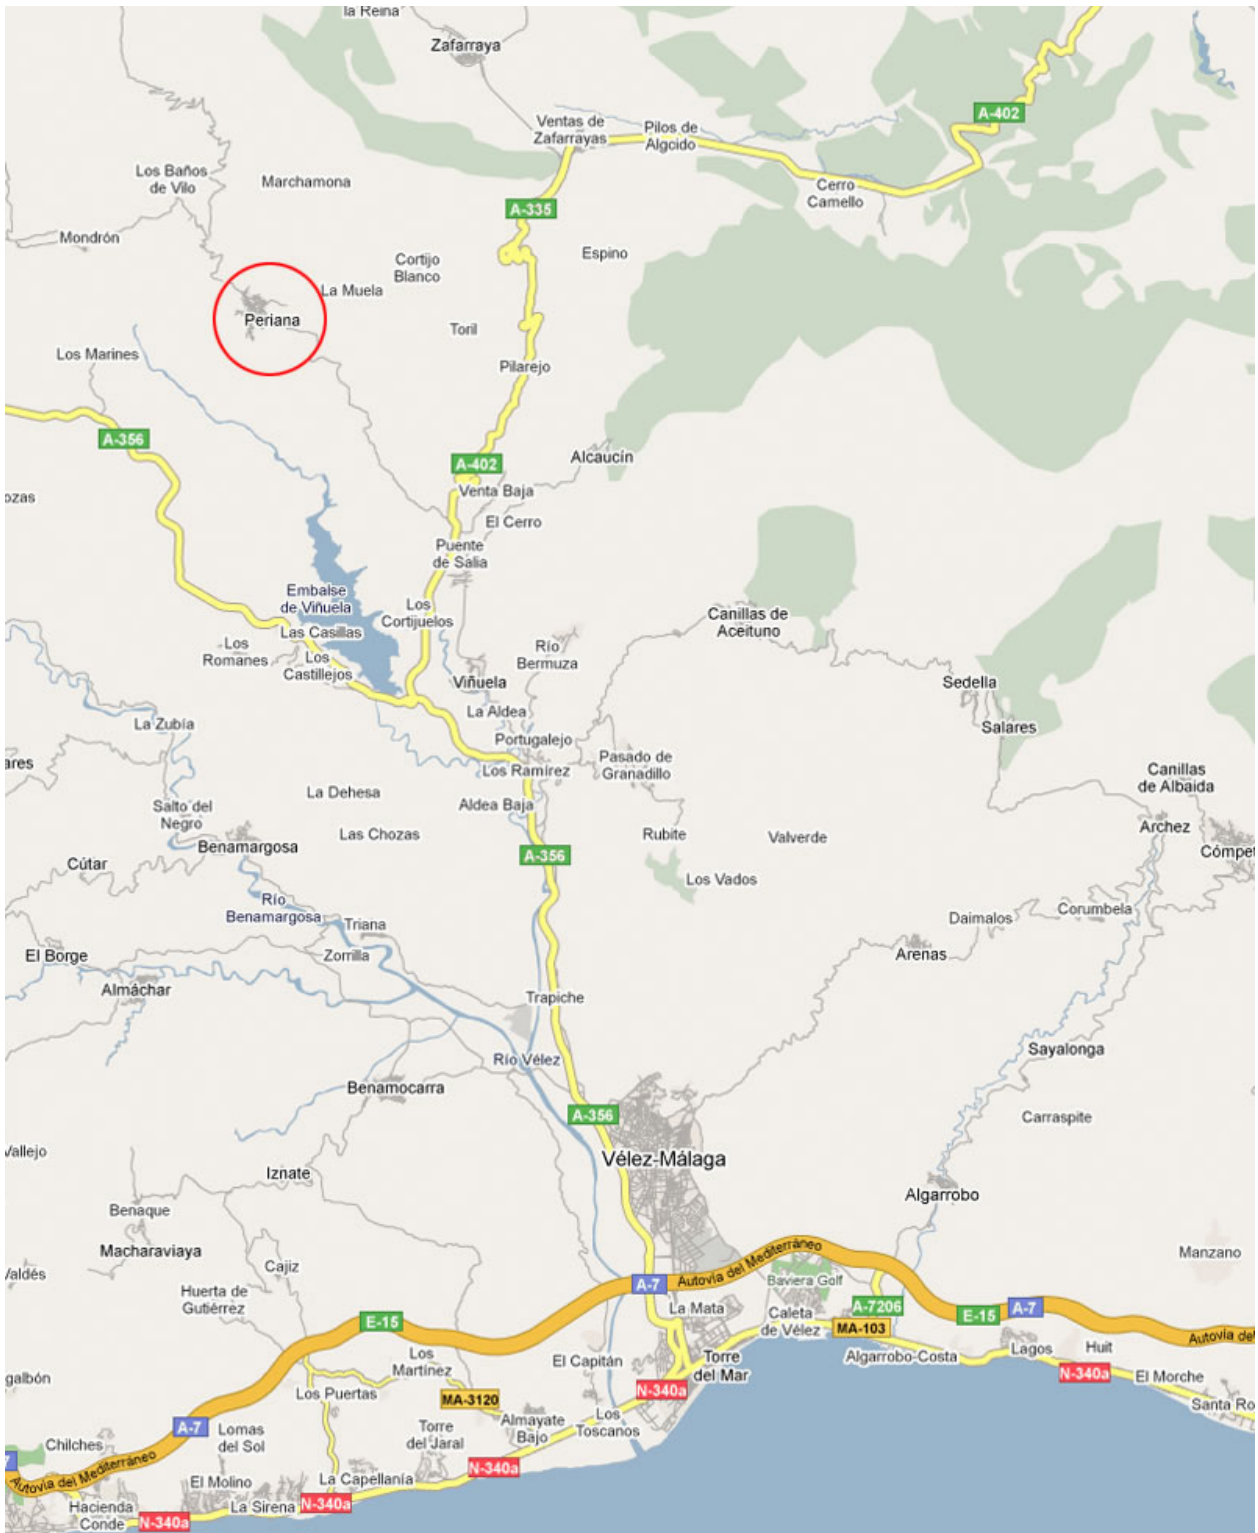 la Reina
Zafarraya
Ventas de
Zafarrayas
Pilos de
Algcido
A-402
Los Baños
de Vilo
Marchamona
Cerro
Camello
A-335
Mondrón
Cortijo
Blanco
Espino
La Muela
Periana
Toril
Los Marines
Pilarejo
A-356
A-402
Alcaucín
Venta Baja
ozas
El Cerro
Puente
de Salia
Embalse
de Viñuela
Los
Cortijuelos
Canillas de
Aceituno
Las Casillas
Los
Romanes
Los
Castillejos
Río
Bermuza
Viñuela
Sedella
La Aldea
La Zubía
Salares
Portugalejo
ares
Los Ramírez
Pasado de
Granadillo
Canillas
de Albaida
La Dehesa
Aldea Baja
Salto del
Negro
Las Chozas
Rubite
Valverde
Archez
Benamargosa
Cómpet
A-356
Cútar
Los Vados
Río
Benamargosa
Corumbela
Daimalos
Triana
El Borge
Zorrilla
Arenas
Almáchar
Trapiche
Río Vélez
Sayalonga
Benamocarra
A-356
Carraspite
Vallejo
Vélez-Málaga
Iznate
Algarrobo
Benaque
Macharaviaya
Manzano
Cajiz
Valdés
A-7
Autovía del Mediterráneo
Baviera Golf
Huerta de
Gutiérrez
La Mata
Caleta
de Vélez
A-7206
E-15
A-7
E-15
MA-103
Autovía del
Los
Martínez
El Capitán
Torre
del Mar
Algarrobo-Costa
Lagos
Huit
galbón
Los Puertas
MA-3120
N-340a
N-340a
El Morche
Santa Ro
A-7
Lomas
del Sol
Torre
del Jaral
Almayate
Bajo
Los
Toscanos
Chilches
7
Autovía del Mediterráneo
El Molino
La Capellanía
N-340a
Hacienda
Conde
N-340a
La Sirena
N-340a